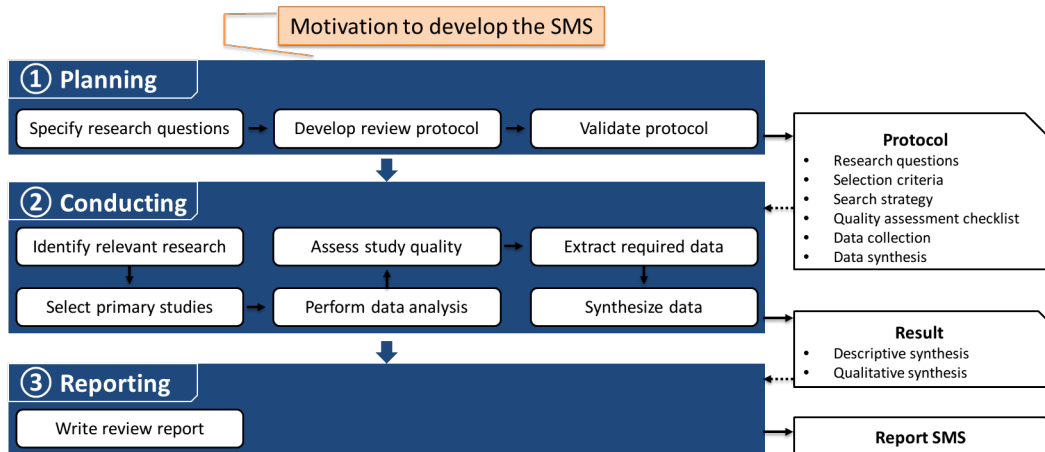 Motivation to develop the SMS
① Planning
Specify research questions
Develop review protocol
Validate protocol
Protocol
• Research questions
• Selection criteria
• Search strategy
• Quality assessment checklist
• Data collection
• Data synthesis
② Conducting
Identify relevant research
Assess study quality
Extract required data
Select primary studies
Perform data analysis
Synthesize data
Result
• Descriptive synthesis
• Qualitative synthesis
③ Reporting
Write review report
Report SMS